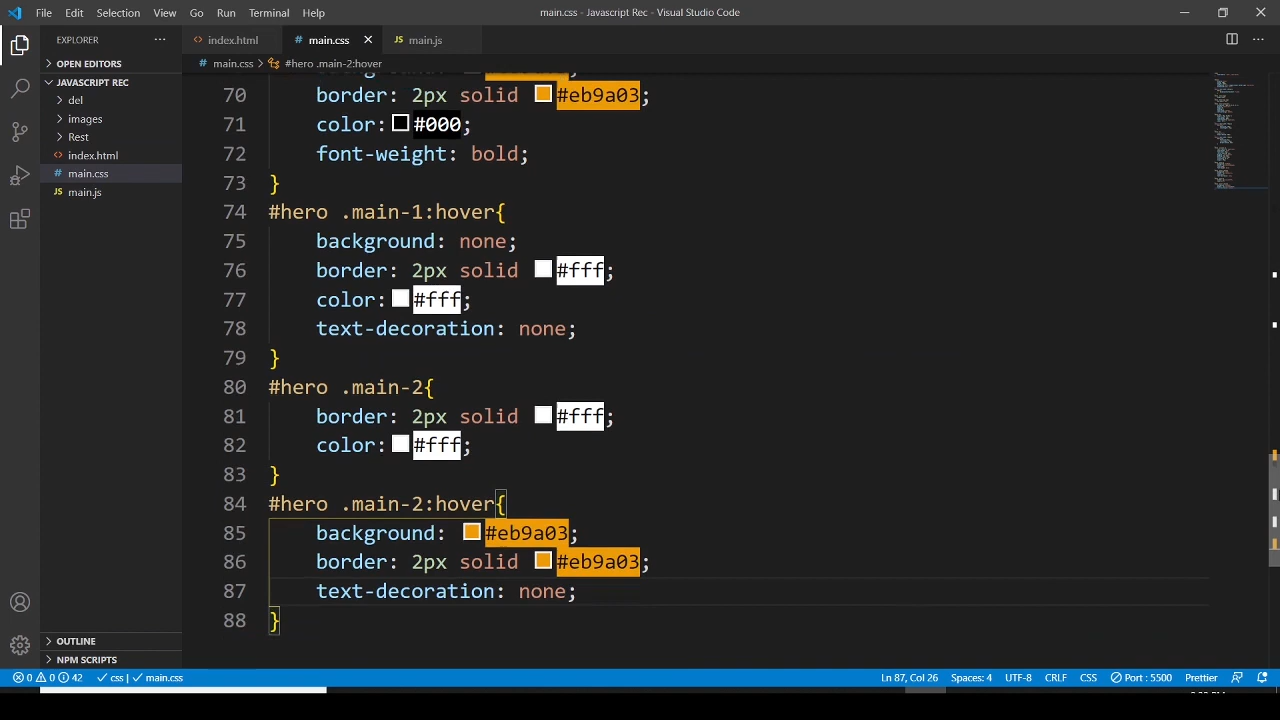 File Edit Selection View Go Run Terminal Help main.css - Javascript Rec - Visual Studio Code
EXPLORER ··· index.html main.css main.js
OPEN EDITORS main.css > #hero .main-2:hover
JAVASCRIPT REC
del
images
Rest
index.html
main.css
main.js
70 border: 2px solid #eb9a03;
71 color: #000;
72 font-weight: bold;
73 }
74 #hero .main-1:hover{
75 background: none;
76 border: 2px solid #fff;
77 color: #fff;
78 text-decoration: none;
79 }
80 #hero .main-2{
81 border: 2px solid #fff;
82 color: #fff;
83 }
84 #hero .main-2:hover{
85 background: #eb9a03;
86 border: 2px solid #eb9a03;
87 text-decoration: none;
88 }
OUTLINE
NPM SCRIPTS
0 0 42 css | main.css Ln 87, Col 26 Spaces: 4 UTF-8 CRLF CSS Port : 5500 Prettier